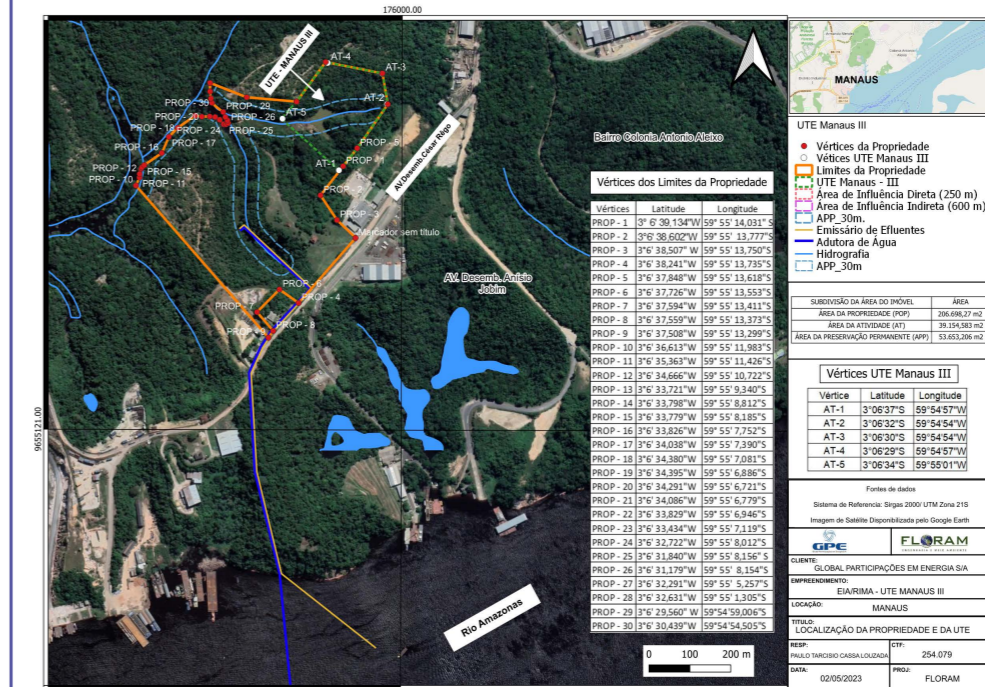 176000.00
9655121.00
UTE - MANAUS III
AT-4
AT-3
AT-2
AT-5
AT-1
PROP - 30
PROP - 29
PROP - 20
PROP - 26
PROP - 18
PROP - 24
PROP - 25
PROP - 17
PROP - 16
PROP - 12
PROP - 15
PROP - 10
PROP - 11
PROP - 5
PROP - 1
PROP - 2
PROP - 3
Marcador sem título
PROP - 6
PROP - 4
PROP - 7
PROP - 8
PROP - 9
AV.Desemb.César Rêgo
Bairro Colonia Antonio Aleixo
AV. Desemb. Anísio
Jobim
Rio Amazonas
0 100 200 m
Vértices dos Limites da Propriedade
Vértices Latitude Longitude
PROP - 1 3° 6' 39,134"W 59° 55' 14,031" S
PROP - 2 3°6' 38,602"W 59° 55' 13,777"S
PROP - 3 3°6' 38,507" W 59° 55' 13,750"S
PROP - 4 3°6' 38,241" W 59° 55' 13,735"S
PROP - 5 3°6' 37,848" W 59° 55' 13,618"S
PROP - 6 3°6' 37,726" W 59° 55' 13,553"S
PROP - 7 3°6' 37,594" W 59° 55' 13,411"S
PROP - 8 3°6' 37,559" W 59° 55' 13,373"S
PROP - 9 3°6' 37,508" W 59° 55' 13,299"S
PROP - 10 3°6' 36,613" W 59° 55' 11,983"S
PROP - 11 3°6' 35,363" W 59° 55' 11,426"S
PROP - 12 3°6' 34,666" W 59° 55' 10,722"S
PROP - 13 3°6' 33,721" W 59° 55' 9,340"S
PROP - 14 3°6' 33,798" W 59° 55' 8,812"S
PROP - 15 3°6' 33,779" W 59° 55' 8,185"S
PROP - 16 3°6' 33,826" W 59° 55' 7,752"S
PROP - 17 3°6' 34,038" W 59° 55' 7,390"S
PROP - 18 3°6' 34,380" W 59° 55' 7,081"S
PROP - 19 3°6' 34,395" W 59° 55' 6,886"S
PROP - 20 3°6' 34,291" W 59° 55' 6,721"S
PROP - 21 3°6' 34,086" W 59° 55' 6,779"S
PROP - 22 3°6' 33,829" W 59° 55' 6,946"S
PROP - 23 3°6' 33,434" W 59° 55' 7,119"S
PROP - 24 3°6' 32,722" W 59° 55' 8,012"S
PROP - 25 3°6' 31,840" W 59° 55' 8,156" S
PROP - 26 3°6' 31,179" W 59° 55' 8,154"S
PROP - 27 3°6' 32,291" W 59° 55' 5,257"S
PROP - 28 3°6' 32,631" W 59° 55' 1,305"S
PROP - 29 3°6' 29,560" W 59°54'59,006"S
PROP - 30 3°6' 30,439"W 59°54'54,505"S
MANAUS
UTE Manaus III
Vértices da Propriedade
Vétices UTE Manaus III
Limites da Propriedade
UTE Manaus - III
Área de Influência Direta (250 m)
Área de Influência Indireta (600 m)
APP_30m.
Emissário de Efluentes
Adutora de Água
Hidrografia
APP_30m
SUBDIVISÃO DA ÁREA DO IMÓVEL ÁREA
ÁREA DA PROPRIEDADE (POP) 206.698,27 m2
ÁREA DA ATIVIDADE (AT) 39.154,583 m2
ÁREA DA PRESERVAÇÃO PERMANENTE (APP) 53.653,206 m2
Vértices UTE Manaus III
Vértice Latitude Longitude
AT-1 3°06'37"S 59°54'57"W
AT-2 3°06'32"S 59°54'54"W
AT-3 3°06'30"S 59°54'54"W
AT-4 3°06'29"S 59°54'57"W
AT-5 3°06'34"S 59°55'01"W
Fontes de dados
Sistema de Referencia: Sirgas 2000/ UTM Zona 21S
Imagem de Satélite Disponibilizada pelo Google Earth
GPE
FLORAM
ENGENHARIA E MEIO AMBIENTE
CLIENTE:
GLOBAL PARTICIPAÇÕES EM ENERGIA S/A
EMPREENDIMENTO:
EIA/RIMA - UTE MANAUS III
LOCAÇÃO:
MANAUS
TITULO:
LOCALIZAÇÃO DA PROPRIEDADE E DA UTE
RESP: CTF:
PAULO TARCISIO CASSA LOUZADA 254.079
DATA: PROJ:
02/05/2023 FLORAM